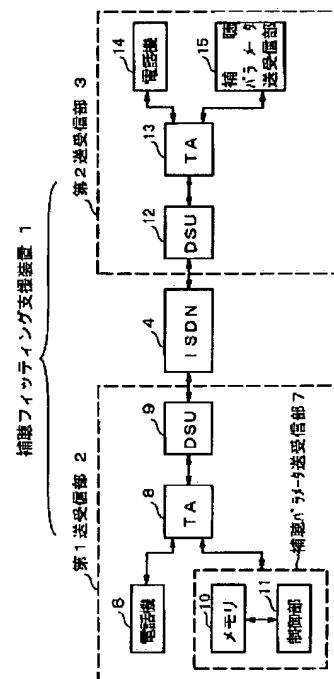 補聴フィッティング支援装置 1
第1送受信部 2
第2送受信部 3
6
電話機
8
TA
9
DSU
4
ISDN
12
DSU
13
TA
14
電話機
15
補聴
パラメータ
送受信部
10
メモリ
11
制御部
補聴パラメータ送受信部7